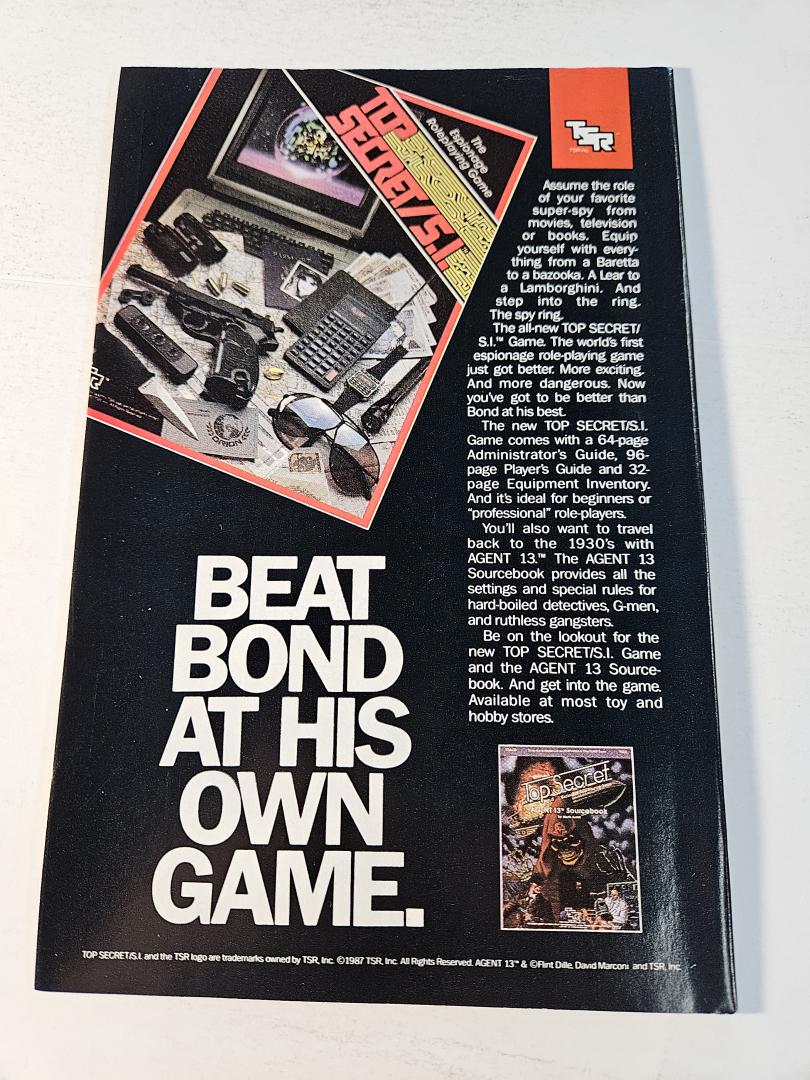 TOP
SECRET/S.I.
The
Espionage
Roleplaying Game
ORION
TSR
TSR, Inc.
Assume the role
of your favorite
super-spy from
movies, television
or books. Equip
yourself with every-
thing from a Baretta
to a bazooka. A Lear to
a Lamborghini. And
step into the ring.
The spy ring.
The all-new TOP SECRET/
S.I.™ Game. The world's first
espionage role-playing game
just got better. More exciting.
And more dangerous. Now
you've got to be better than
Bond at his best.
The new TOP SECRET/S.I.
Game comes with a 64-page
Administrator's Guide, 96-
page Player's Guide and 32-
page Equipment Inventory.
And it's ideal for beginners or
"professional" role-players.
You'll also want to travel
back to the 1930's with
AGENT 13.™ The AGENT 13
Sourcebook provides all the
settings and special rules for
hard-boiled detectives, G-men,
and ruthless gangsters.
Be on the lookout for the
new TOP SECRET/S.I. Game
and the AGENT 13 Source-
book. And get into the game.
Available at most toy and
hobby stores.
BEAT
BOND
AT HIS
OWN
GAME.
Top Secret
AGENT 13™ Sourcebook
TOP SECRET/S.I. and the TSR logo are trademarks owned by TSR, Inc. ©1987 TSR, Inc. All Rights Reserved. AGENT 13™ & ©Flint Dille, David Marconi and TSR, Inc.